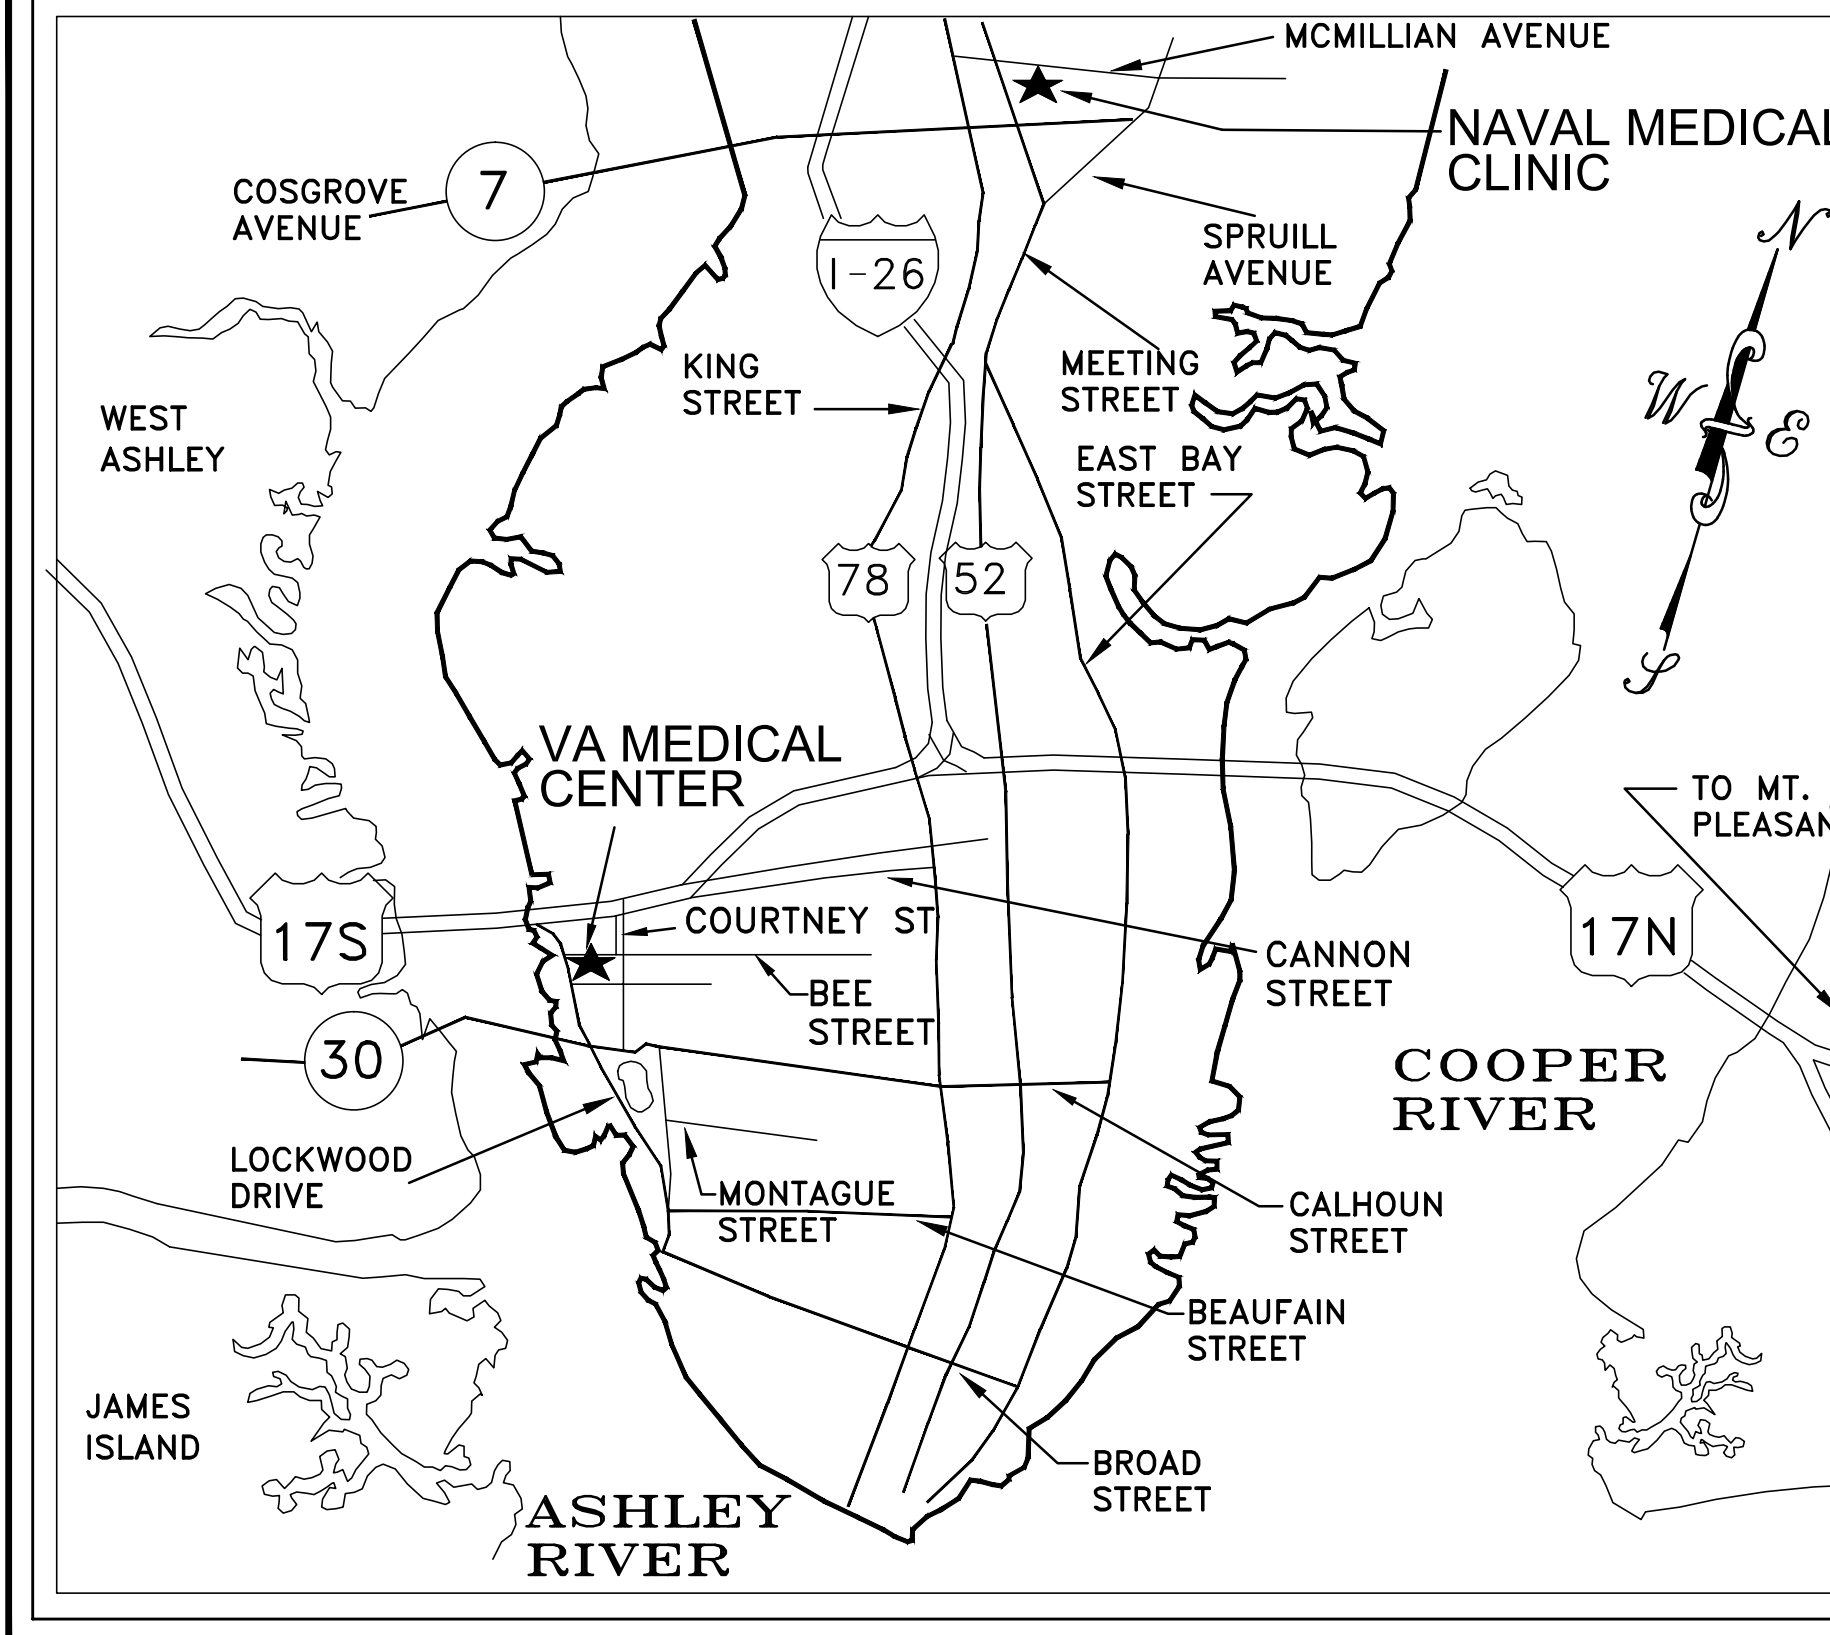 MCMILLIAN AVENUE
NAVAL MEDICAL
CLINIC
COSGROVE
AVENUE
7
SPRUILL
AVENUE
I-26
N
W
E
S
KING
STREET
MEETING
STREET
WEST
ASHLEY
EAST BAY
STREET
78
52
VA MEDICAL
CENTER
TO MT.
PLEASAN
COURTNEY ST
17S
17N
CANNON
STREET
BEE
STREET
30
COOPER
RIVER
LOCKWOOD
DRIVE
MONTAGUE
STREET
CALHOUN
STREET
BEAUFAIN
STREET
JAMES
ISLAND
BROAD
STREET
ASHLEY
RIVER